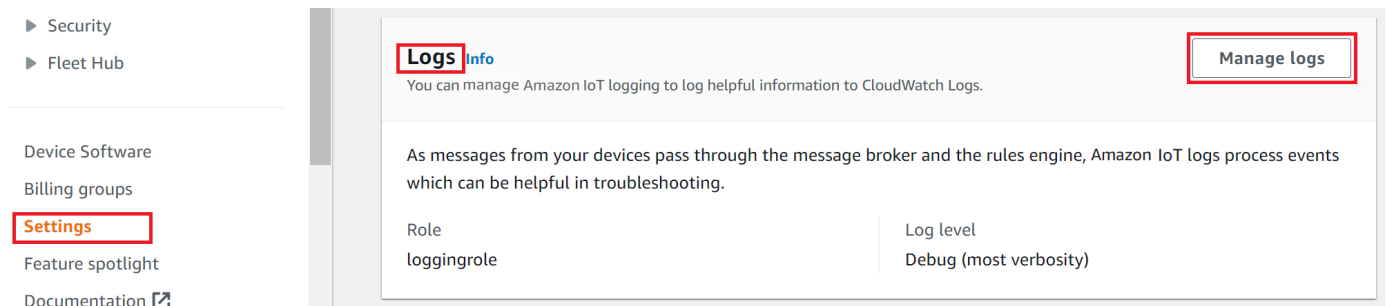 Security
Fleet Hub
Device Software
Billing groups
Settings
Feature spotlight
Documentation
Logs Info
Manage logs
You can manage Amazon IoT logging to log helpful information to CloudWatch Logs.
As messages from your devices pass through the message broker and the rules engine, Amazon IoT logs process events
which can be helpful in troubleshooting.
Role
loggingrole
Log level
Debug (most verbosity)